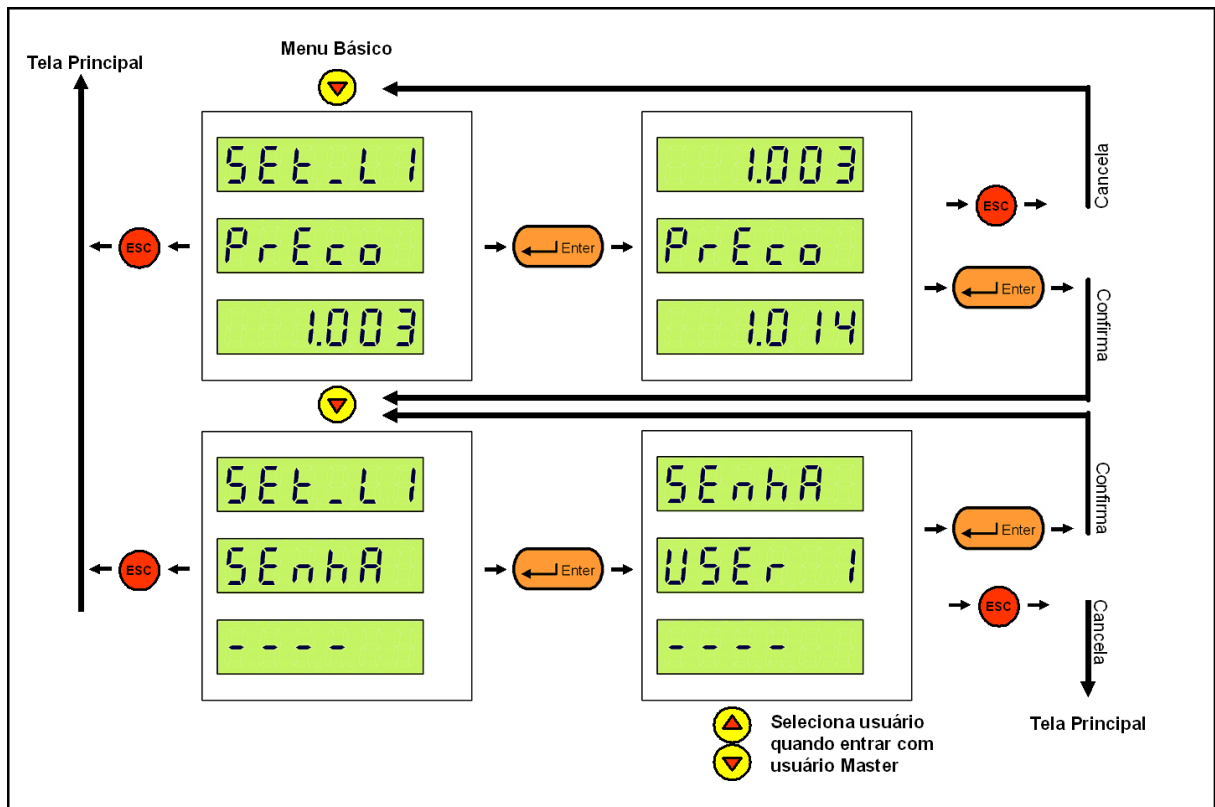 Menu Básico
Tela Principal
SEt_L1
PrEco
1.003
ESC
Enter
1.003
PrEco
1.014
ESC
Cancela
Enter
Confirma
SEt_L1
SEnhA
----
ESC
Enter
SEnhA
USEr 1
----
Enter
Confirma
ESC
Cancela
Tela Principal
Seleciona usuário
quando entrar com
usuário Master